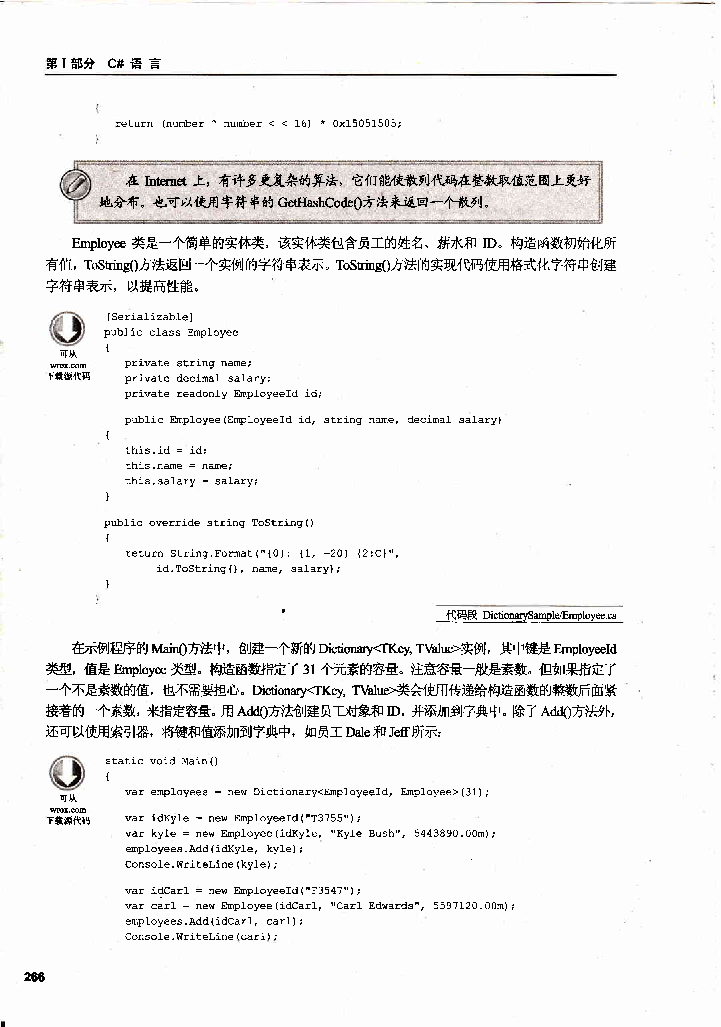 第 I 部分 C# 语 言
{
return (number ^ number < < 16) * 0x15051505;
}
在 Internet 上，有许多更复杂的算法，它们能使散列代码在整数取值范围上更好
地分布。也可以使用字符串的 GetHashCode()方法来返回一个散列。
Employee 类是一个简单的实体类，该实体类包含员工的姓名、薪水和 ID。构造函数初始化所
有值，ToString()方法返回一个实例的字符串表示。ToString()方法的实现代码使用格式化字符串创建
字符串表示，以提高性能。
可从
wrox.com
下载源代码
[Serializable]
public class Employee
{
private string name;
private decimal salary;
private readonly EmployeeId id;
public Employee(EmployeeId id, string name, decimal salary)
{
this.id = id;
this.name = name;
this.salary = salary;
}
public override string ToString()
{
return String.Format("{0}: {1, -20} {2:C}",
id.ToString(), name, salary);
}
}
代码段 DictionarySample/Employee.cs
在示例程序的 Main()方法中，创建一个新的 Dictionary<TKey, TValue>实例，其中键是 EmployeeId
类型，值是 Employee 类型。构造函数指定了 31 个元素的容量。注意容量一般是素数。但如果指定了
一个不是素数的值，也不需要担心。Dictionary<TKey, TValue>类会使用传递给构造函数的整数后面紧
接着的一个素数，来指定容量。用 Add()方法创建员工对象和 ID，并添加到字典中。除了 Add()方法外，
还可以使用索引器，将键和值添加到字典中，如员工 Dale 和 Jeff 所示：
可从
wrox.com
下载源代码
static void Main()
{
var employees = new Dictionary<EmployeeId, Employee>(31);
var idKyle = new EmployeeId("T3755");
var kyle = new Employee(idKyle, "Kyle Bush", 5443890.00m);
employees.Add(idKyle, kyle);
Console.WriteLine(kyle);
var idCarl = new EmployeeId("F3547");
var carl = new Employee(idCarl, "Carl Edwards", 5597120.00m);
employees.Add(idCarl, carl);
Console.WriteLine(carl);
266